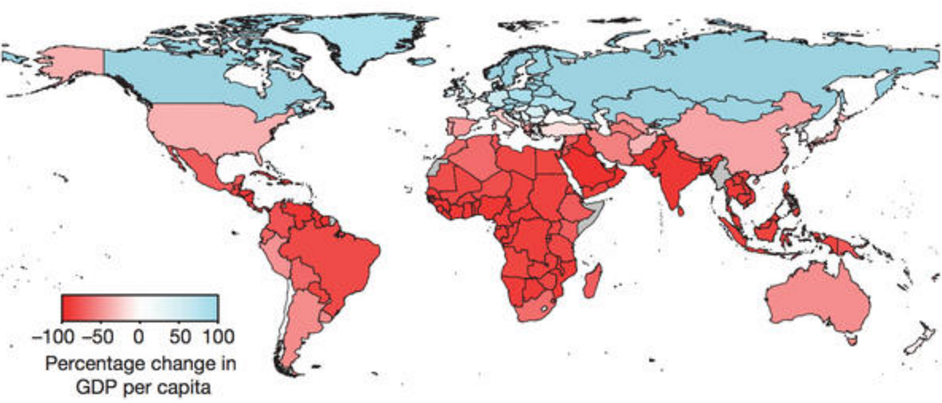 −100 −50 0 50 100
Percentage change in
GDP per capita